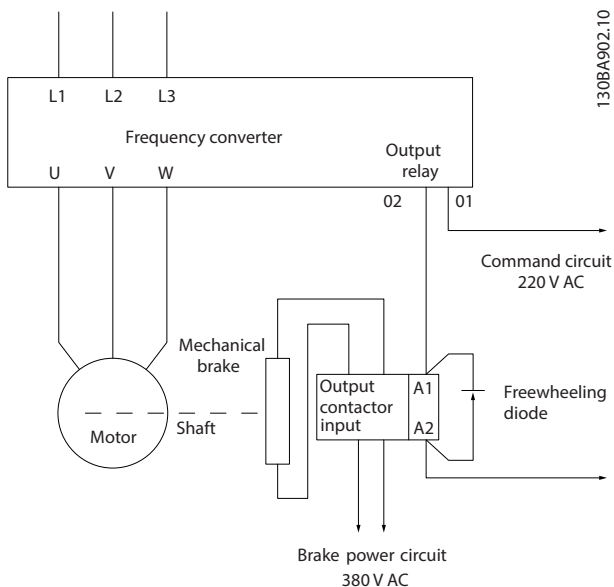 130BA902.10
L1 L2 L3
Frequency converter
U V W
Output
relay
02 01
Command circuit
220 V AC
Mechanical
brake
Output
contactor
input
A1
A2
Freewheeling
diode
Motor
Shaft
Brake power circuit
380 V AC